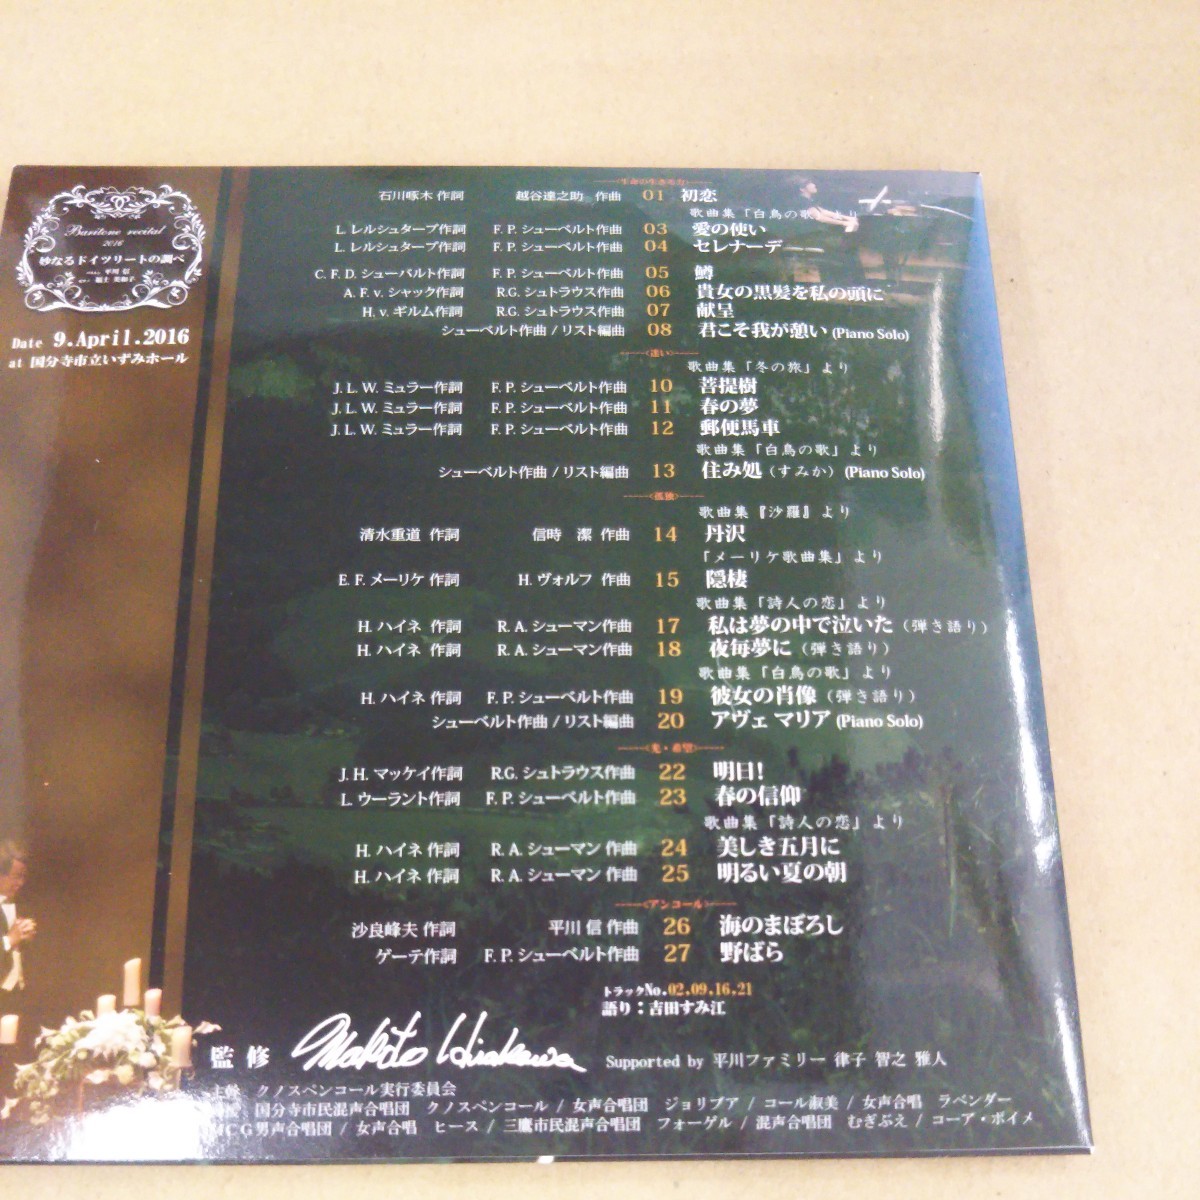 Baritone recital
2016
妙なるドイツリートの調べ
Date 9.April.2016
at 国分寺市立いずみホール
石川啄木 作詞 越谷達之助 作曲 01 初恋
歌曲集「白鳥の歌」より
L. レルシュタープ作詞 F. P. シューベルト作曲 03 愛の使い
L. レルシュタープ作詞 F. P. シューベルト作曲 04 セレナーデ
C. F. D. シューバルト作詞 F. P. シューベルト作曲 05 鱒
A. F. v. シャック作詞 R.G. シュトラウス作曲 06 貴女の黒髪を私の頭に
H. v. ギルム作詞 R.G. シュトラウス作曲 07 献呈
シューベルト作曲 / リスト編曲 08 君こそ我が憩い (Piano Solo)
〈迷い〉
歌曲集「冬の旅」より
J. L. W. ミュラー作詞 F. P. シューベルト作曲 10 菩提樹
J. L. W. ミュラー作詞 F. P. シューベルト作曲 11 春の夢
J. L. W. ミュラー作詞 F. P. シューベルト作曲 12 郵便馬車
歌曲集「白鳥の歌」より
シューベルト作曲 / リスト編曲 13 住み処（すみか）(Piano Solo)
〈孤独〉
歌曲集『沙羅』より
清水重道 作詞 信時 潔 作曲 14 丹沢
「メーリケ歌曲集」より
E. F. メーリケ 作詞 H. ヴォルフ 作曲 15 隠棲
歌曲集「詩人の恋」より
H. ハイネ 作詞 R. A. シューマン作曲 17 私は夢の中で泣いた（弾き語り）
H. ハイネ 作詞 R. A. シューマン作曲 18 夜毎夢に（弾き語り）
歌曲集「白鳥の歌」より
H. ハイネ 作詞 F. P. シューベルト作曲 19 彼女の肖像（弾き語り）
シューベルト作曲 / リスト編曲 20 アヴェ マリア (Piano Solo)
〈光・希望〉
J. H. マッケイ作詞 R.G. シュトラウス作曲 22 明日!
L. ウーラント作詞 F. P. シューベルト作曲 23 春の信仰
歌曲集「詩人の恋」より
H. ハイネ 作詞 R. A. シューマン 作曲 24 美しき五月に
H. ハイネ 作詞 R. A. シューマン 作曲 25 明るい夏の朝
〈アンコール〉
沙良峰夫 作詞 平川 信 作曲 26 海のまぼろし
ゲーテ作詞 F. P. シューベルト作曲 27 野ばら
トラックNo.02.09.16.21
語り：吉田すみ江
監 修 Makoto Hirakawa Supported by 平川ファミリー 律子 智之 雅人
主幹 クノスペンコール実行委員会
国分寺市民混声合唱団 クノスペンコール / 女声合唱団 ジョリブア / コール淑美 / 女声合唱 ラベンダー
MCG男声合唱団 / 女声合唱 ヒース / 三鷹市民混声合唱団 フォーゲル / 混声合唱団 むぎぶえ / コーア・ボイメ